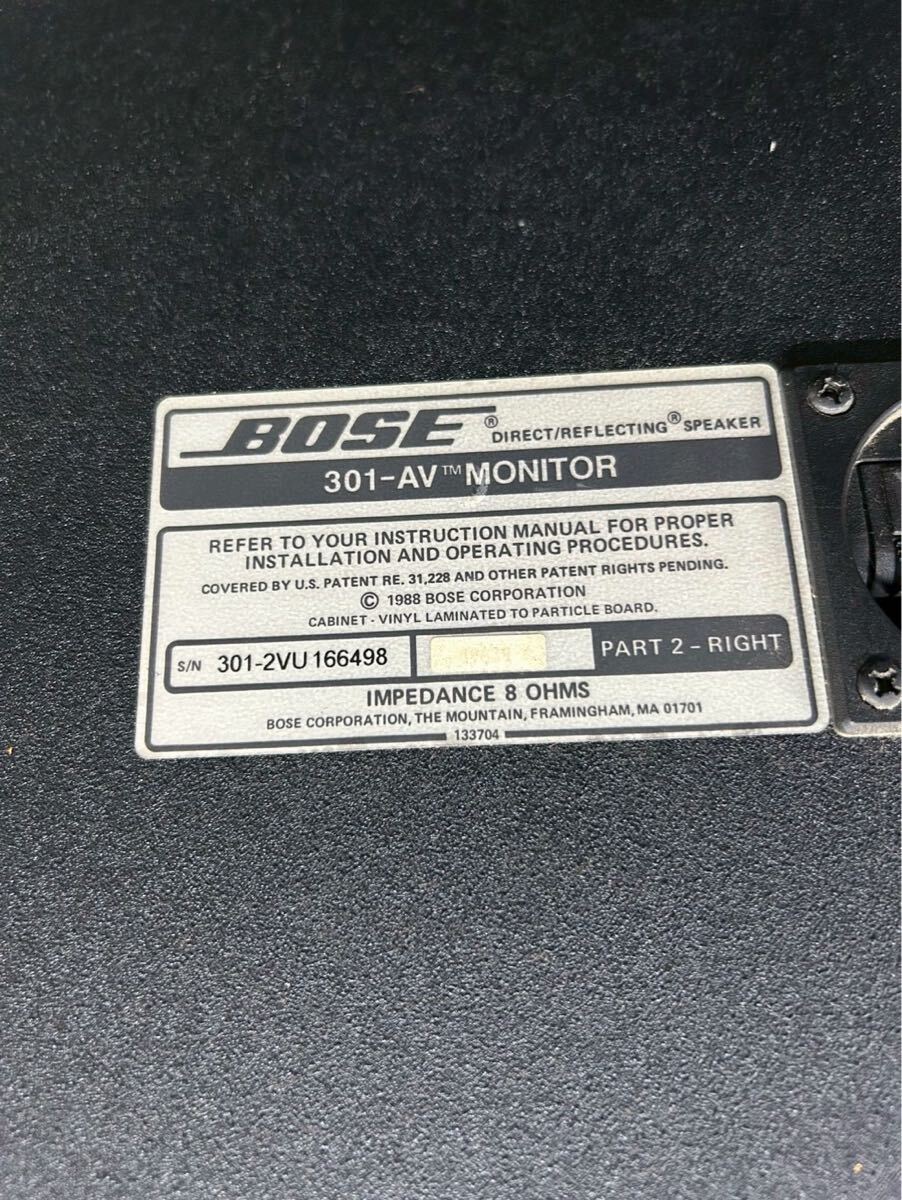 BOSE® DIRECT/REFLECTING® SPEAKER
301-AV™ MONITOR
REFER TO YOUR INSTRUCTION MANUAL FOR PROPER
INSTALLATION AND OPERATING PROCEDURES.
COVERED BY U.S. PATENT RE. 31,228 AND OTHER PATENT RIGHTS PENDING.
© 1988 BOSE CORPORATION
CABINET - VINYL LAMINATED TO PARTICLE BOARD.
S/N 301-2VU 166498 PART 2 - RIGHT
IMPEDANCE 8 OHMS
BOSE CORPORATION, THE MOUNTAIN, FRAMINGHAM, MA 01701
133704